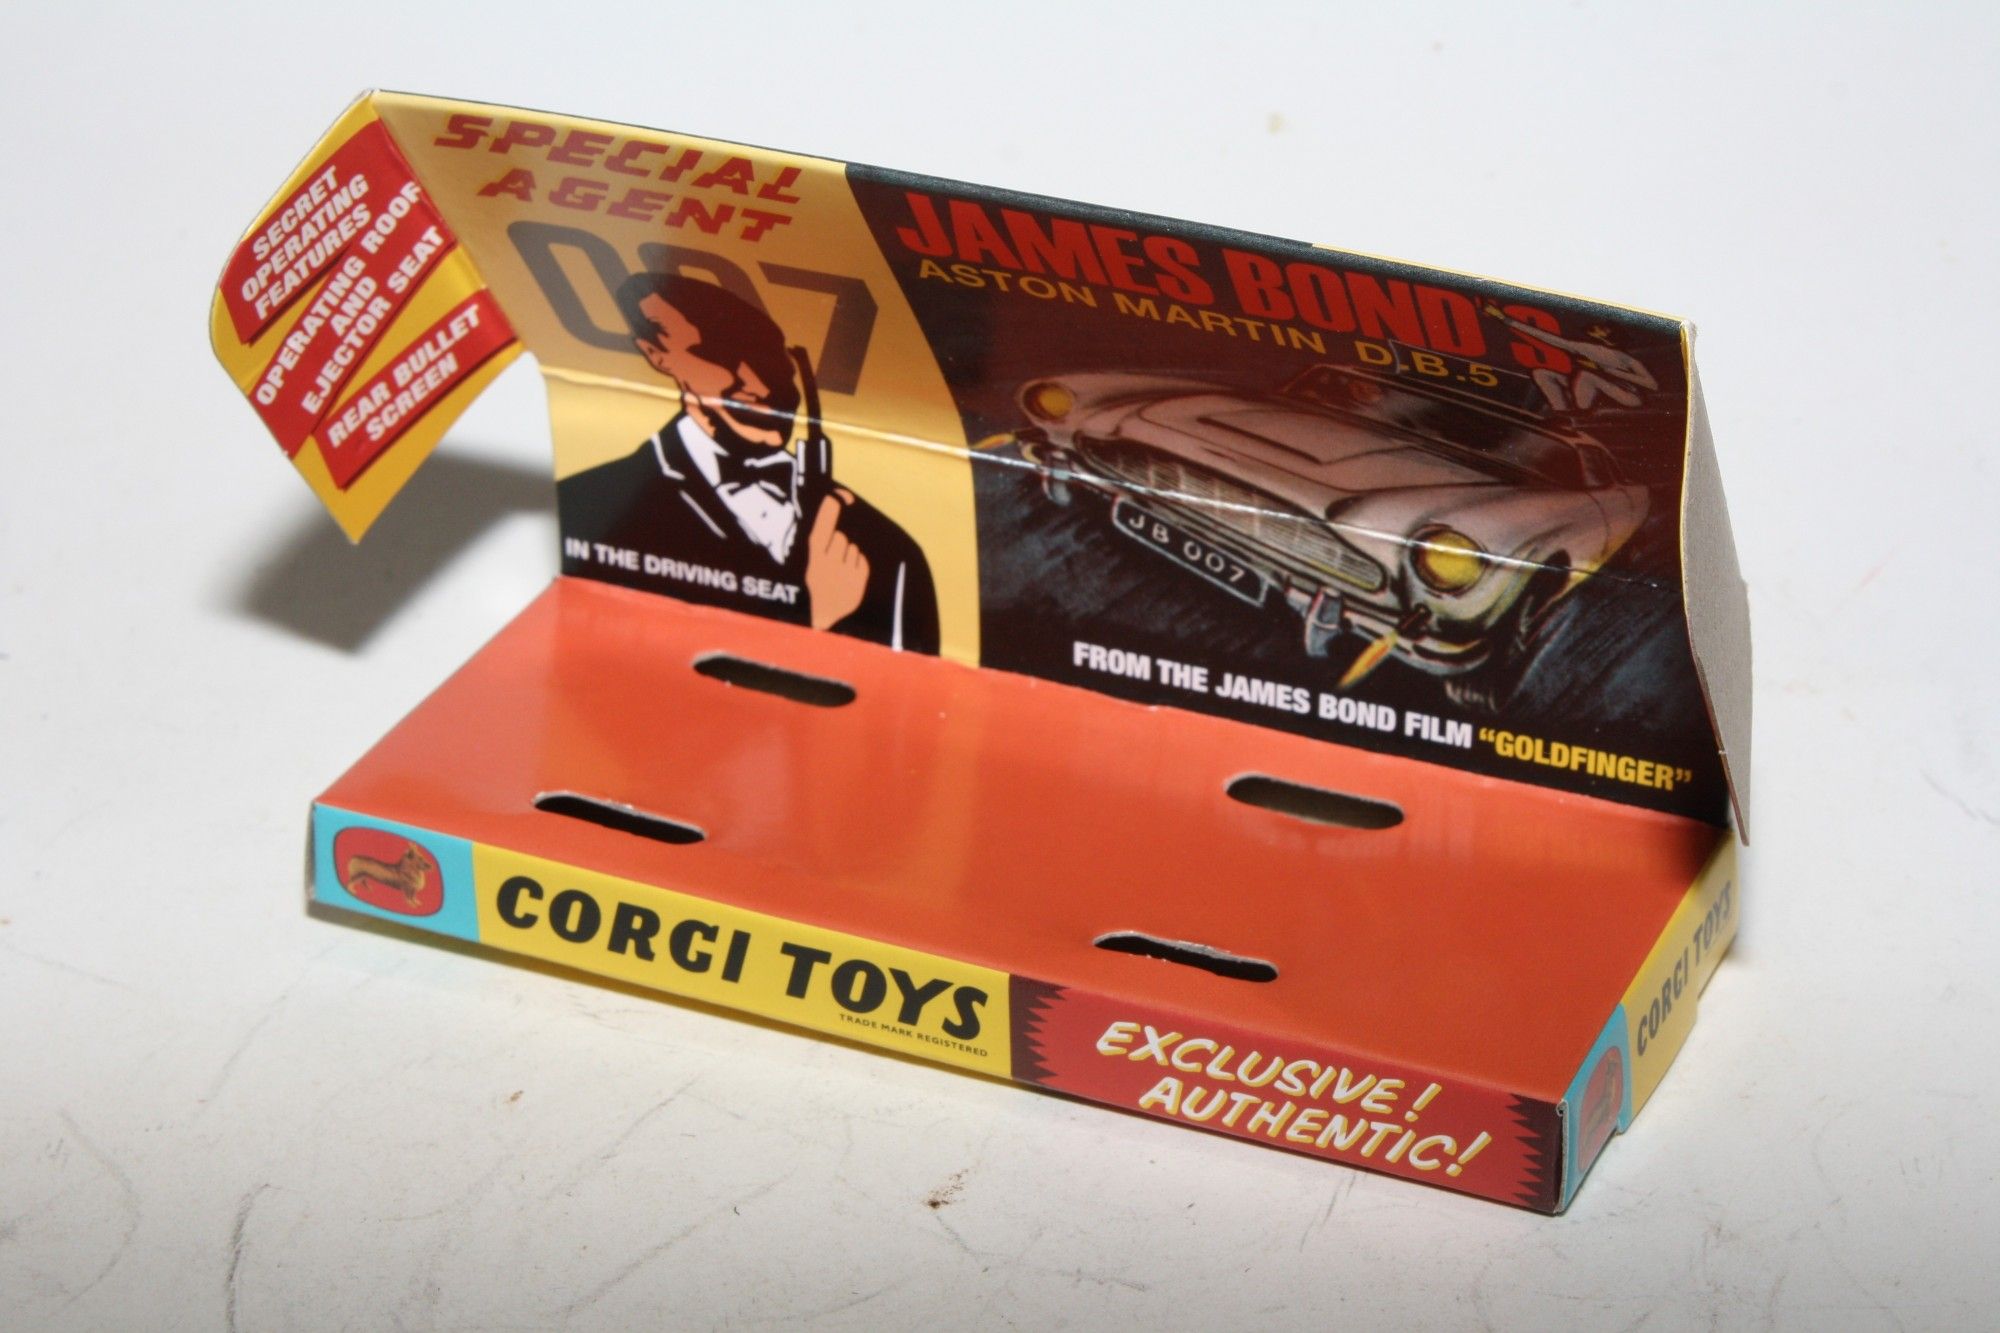 SECRET
OPERATING
FEATURES
OPERATING ROOF
AND
EJECTOR SEAT
REAR BULLET
SCREEN
SPECIAL
AGENT
007
IN THE DRIVING SEAT
JAMES BOND'S
ASTON MARTIN D.B.5
JB 007
FROM THE JAMES BOND FILM "GOLDFINGER"
CORGI TOYS
TRADE MARK REGISTERED
EXCLUSIVE!
AUTHENTIC!
CORGI TOYS